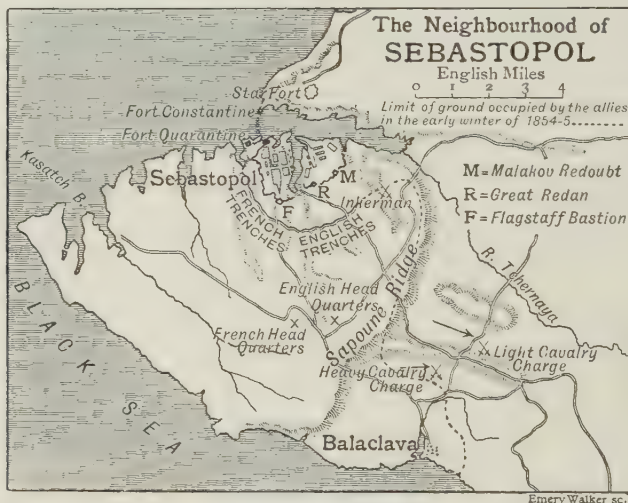 The Neighbourhood of
SEBASTOPOL
English Miles
0 1 2 3 4
Limit of ground occupied by the allies
in the early winter of 1854-5........
Star Fort
Fort Constantine
Fort Quarantine
Kasatch B.
Sebastopol
M = Malakov Redoubt
R = Great Redan
F = Flagstaff Bastion
M
R
F
Inkerman
FRENCH
TRENCHES
ENGLISH
TRENCHES
R. Tchernaya
English Head
Quarters
French Head
Quarters
Sapoune Ridge
Light Cavalry
Charge
Heavy Cavalry
Charge
BLACK SEA
Balaclava
Emery Walker sc.